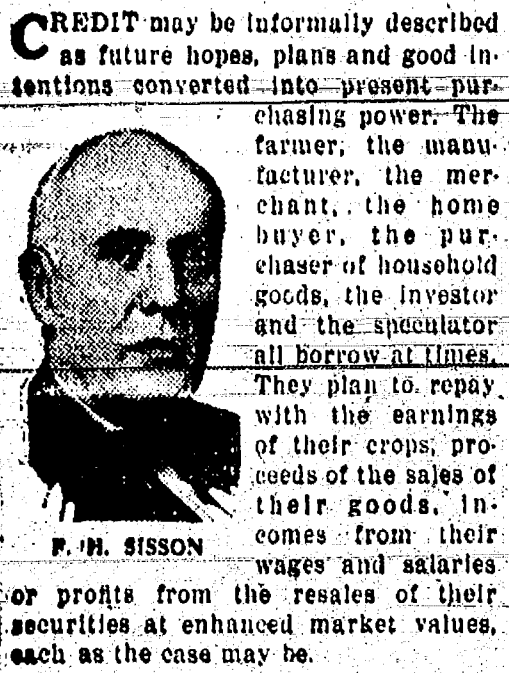 CREDIT may be informally described
as future hopes, plans and good in-
tentions converted into present pur-
chasing power. The
farmer, the manu-
facturer, the mer-
chant, the home
buyer, the pur-
chaser of household
goods, the investor
and the speculator
all borrow at times.
They plan to repay
with the earnings
of their crops, pro-
ceeds of the sales of
their goods, in-
comes from their
wages and salaries
or profits from the resales of their
securities at enhanced market values,
each as the case may be.
F. H. SISSON